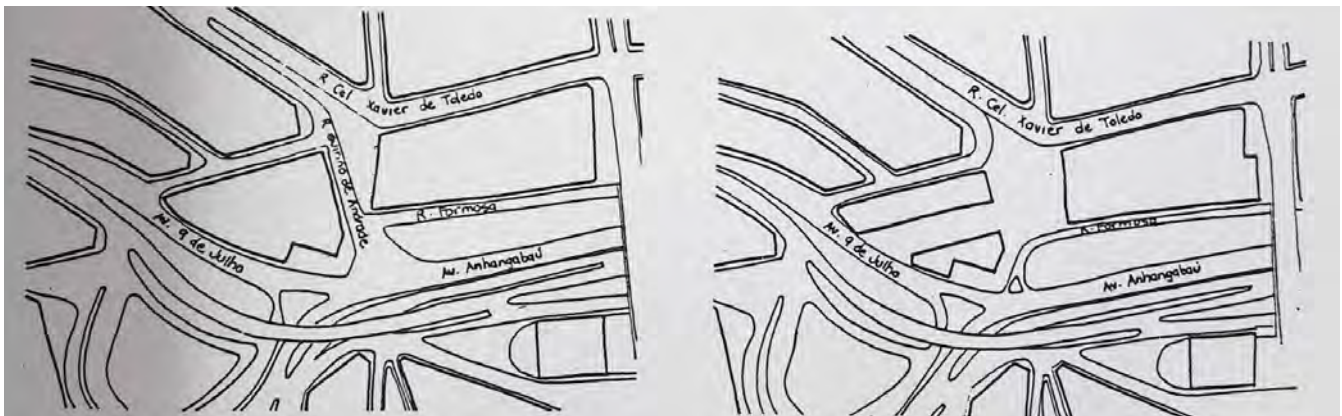 R. Cel. Xavier de Toledo
R. Quirino de Andrade
R. Formosa
Av. 9 de Julho
Av. Anhangabaú
R. Cel. Xavier de Toledo
R. Formosa
Av. 9 de Julho
Av. Anhangabaú